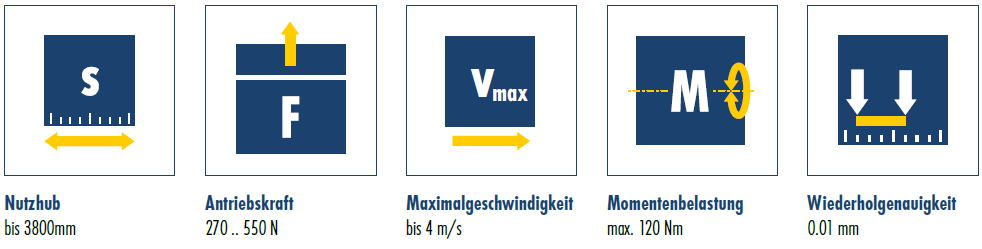 S
F
Vmax
M
Nutzhub
bis 3800mm
Antriebskraft
270 .. 550 N
Maximalgeschwindigkeit
bis 4 m/s
Momentenbelastung
max. 120 Nm
Wiederholgenauigkeit
0.01 mm